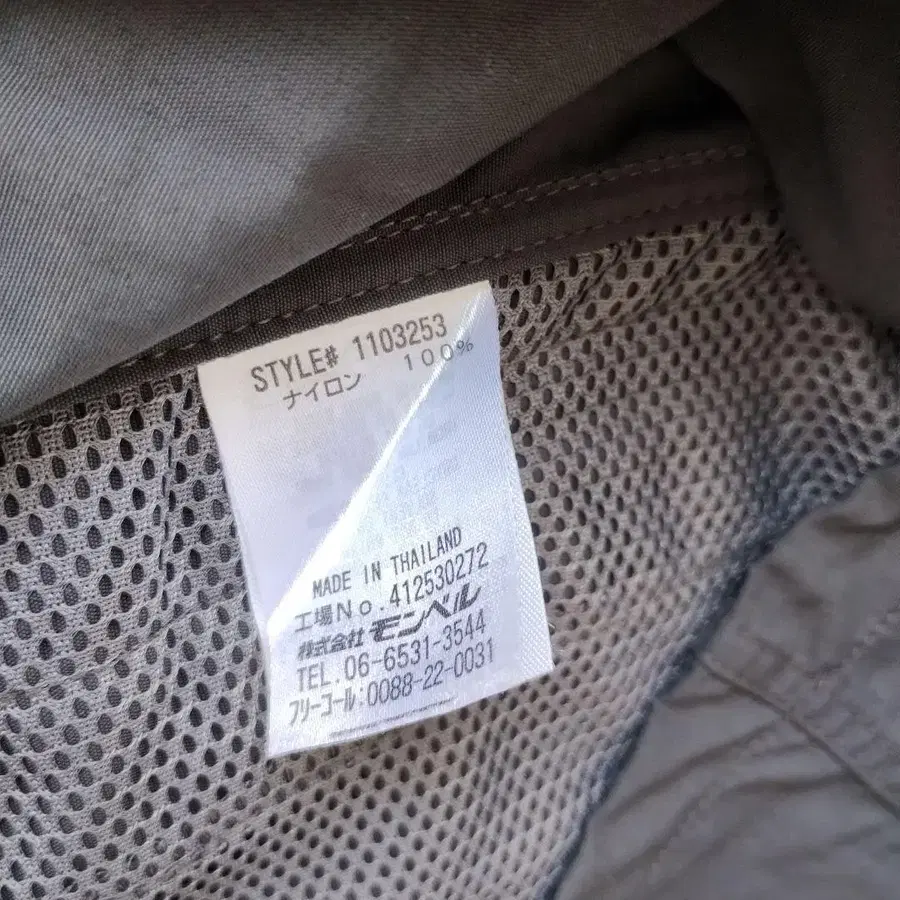 STYLE# 1103253
ナイロン 100%
MADE IN THAILAND
工場No.412530272
株式会社 モンベル
TEL. 06-6531-3544
フリーコール:0088-22-0031